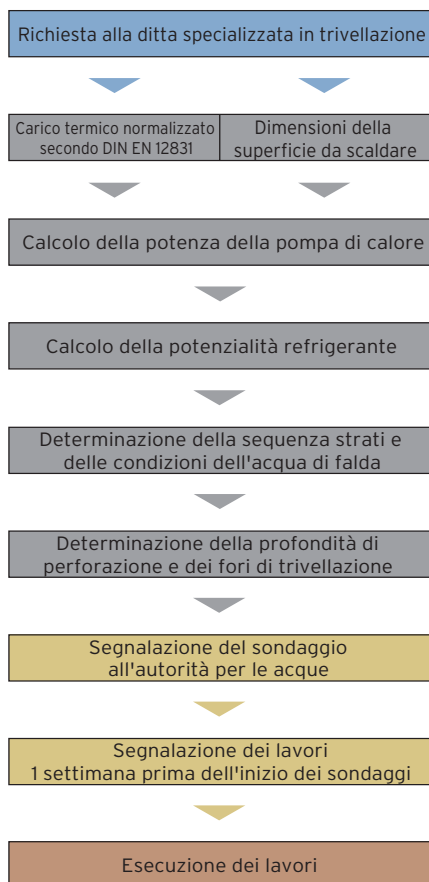 Richiesta alla ditta specializzata in trivellazione
Carico termico normalizzato
secondo DIN EN 12831
Dimensioni della
superficie da scaldare
Calcolo della potenza della pompa di calore
Calcolo della potenzialità refrigerante
Determinazione della sequenza strati e
delle condizioni dell'acqua di falda
Determinazione della profondità di
perforazione e dei fori di trivellazione
Segnalazione del sondaggio
all'autorità per le acque
Segnalazione dei lavori
1 settimana prima dell'inizio dei sondaggi
Esecuzione dei lavori